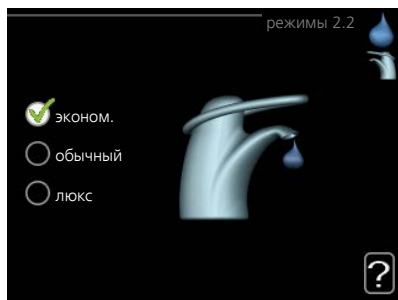 режимы 2.2
эконом.
обычный
люкс
?